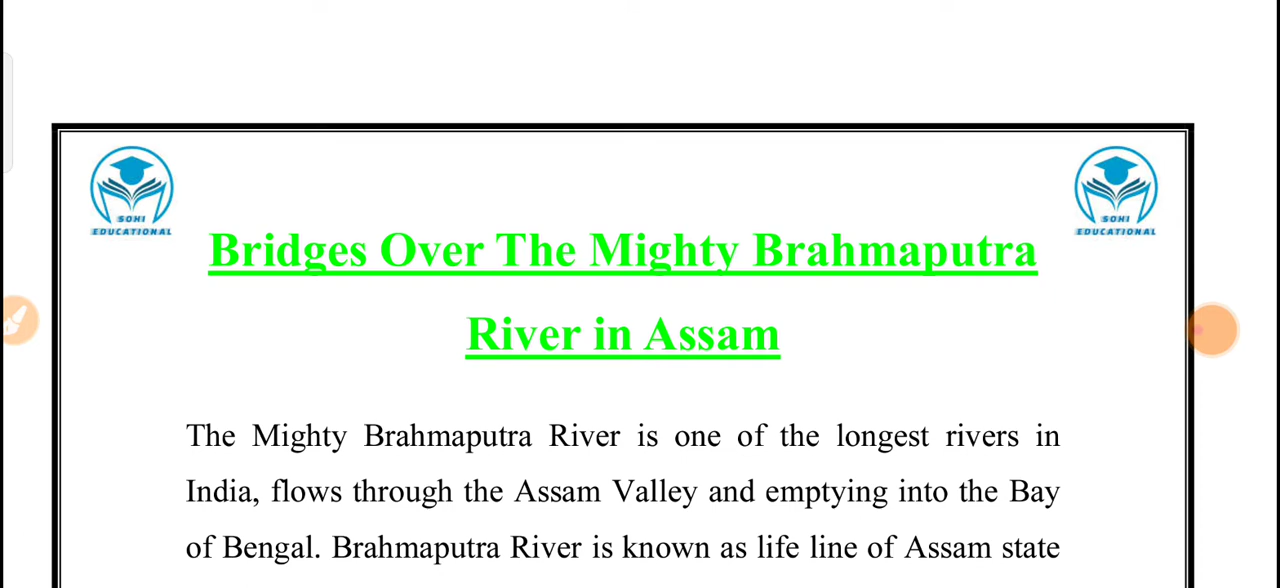 SOHI
EDUCATIONAL
SOHI
EDUCATIONAL
Bridges Over The Mighty Brahmaputra
River in Assam
The Mighty Brahmaputra River is one of the longest rivers in
India, flows through the Assam Valley and emptying into the Bay
of Bengal. Brahmaputra River is known as life line of Assam state